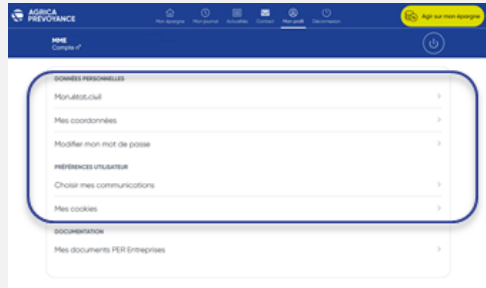 AGRICA
PRÉVOYANCE
Mon épargne Mon journal Actualités Contact Mon profil Déconnexion
Agir sur mon épargne
MME
Compte n°
DONNÉES PERSONNELLES
Mon état civil
Mes coordonnées
Modifier mon mot de passe
PRÉFÉRENCES UTILISATEUR
Choisir mes communications
Mes cookies
DOCUMENTATION
Mes documents PER Entreprises